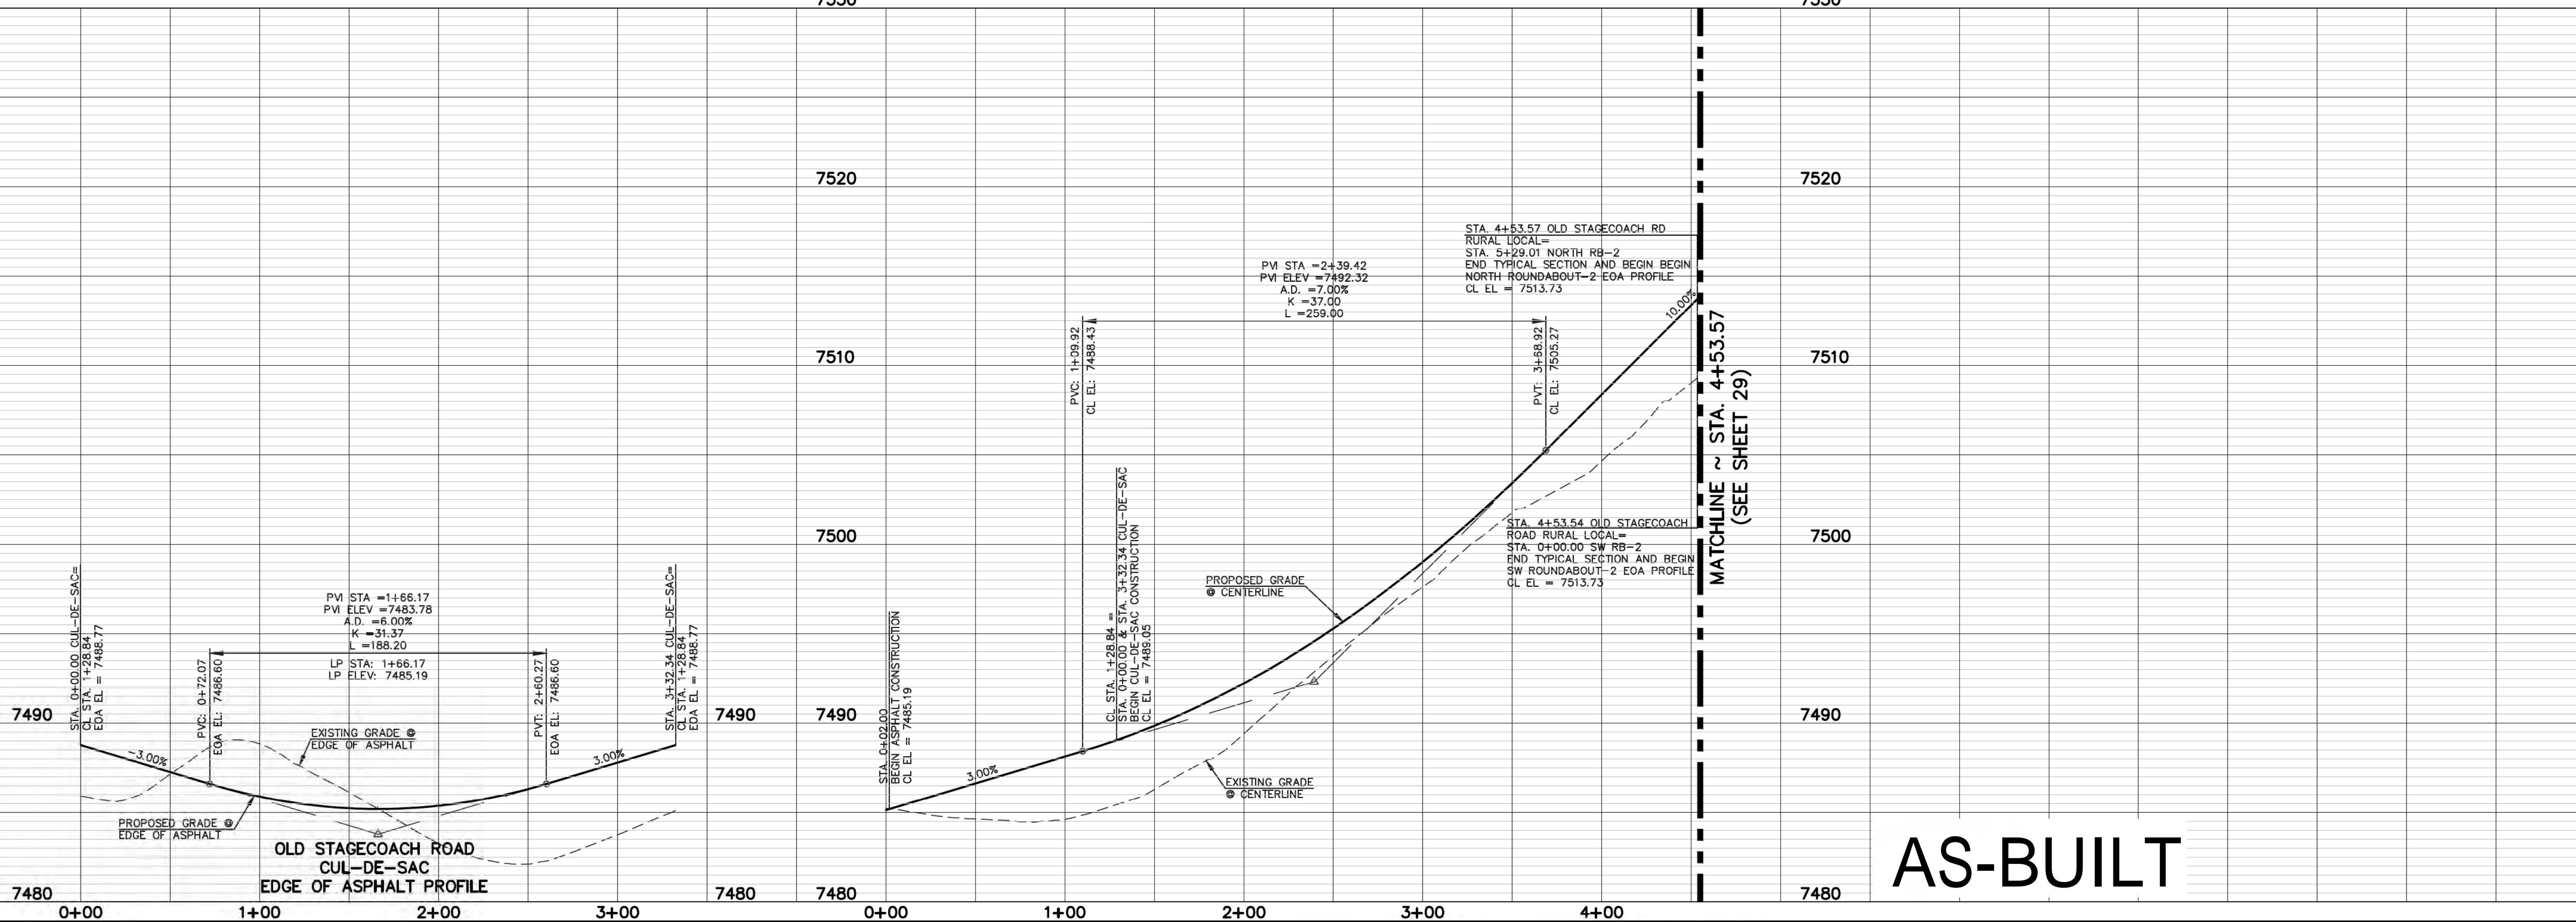 7550
7550
7520
7520
7510
7510
7500
7500
7490
7490
7490
7490
7480
7480
7480
7480
STA. 0+00.00 CUL-DE-SAC=
CL STA. 1+28.84
EOA EL = 7488.77
-3.00%
PVC: 0+72.07
EOA EL: 7486.60
PVI STA =1+66.17
PVI ELEV =7483.78
A.D. =6.00%
K =31.37
L =188.20
LP STA: 1+66.17
LP ELEV: 7485.19
EXISTING GRADE @
EDGE OF ASPHALT
PROPOSED GRADE @
EDGE OF ASPHALT
PVT: 2+60.27
EOA EL: 7486.60
3.00%
STA. 3+32.34 CUL-DE-SAC=
CL STA. 1+28.84
EOA EL = 7488.77
OLD STAGECOACH ROAD
CUL-DE-SAC
EDGE OF ASPHALT PROFILE
0+00
1+00
2+00
3+00
STA. 0+02.00
BEGIN ASPHALT CONSTRUCTION
CL EL = 7485.19
3.00%
PVC: 1+09.92
CL EL: 7488.43
CL STA. 1+28.84 =
STA. 0+00.00 & STA. 3+32.34 CUL-DE-SAC
BEGIN CUL-DE-SAC CONSTRUCTION
CL EL = 7489.05
PVI STA =2+39.42
PVI ELEV =7492.32
A.D. =7.00%
K =37.00
L =259.00
PROPOSED GRADE
@ CENTERLINE
EXISTING GRADE
@ CENTERLINE
PVT: 3+68.92
CL EL: 7505.27
STA. 4+53.57 OLD STAGECOACH RD
RURAL LOCAL=
STA. 5+29.01 NORTH RB-2
END TYPICAL SECTION AND BEGIN BEGIN
NORTH ROUNDABOUT-2 EOA PROFILE
CL EL = 7513.73
10.00%
STA. 4+53.54 OLD STAGECOACH
ROAD RURAL LOCAL=
STA. 0+00.00 SW RB-2
END TYPICAL SECTION AND BEGIN
SW ROUNDABOUT-2 EOA PROFILE
CL EL = 7513.73
MATCHLINE ~ STA. 4+53.57
(SEE SHEET 29)
0+00
1+00
2+00
3+00
4+00
AS-BUILT